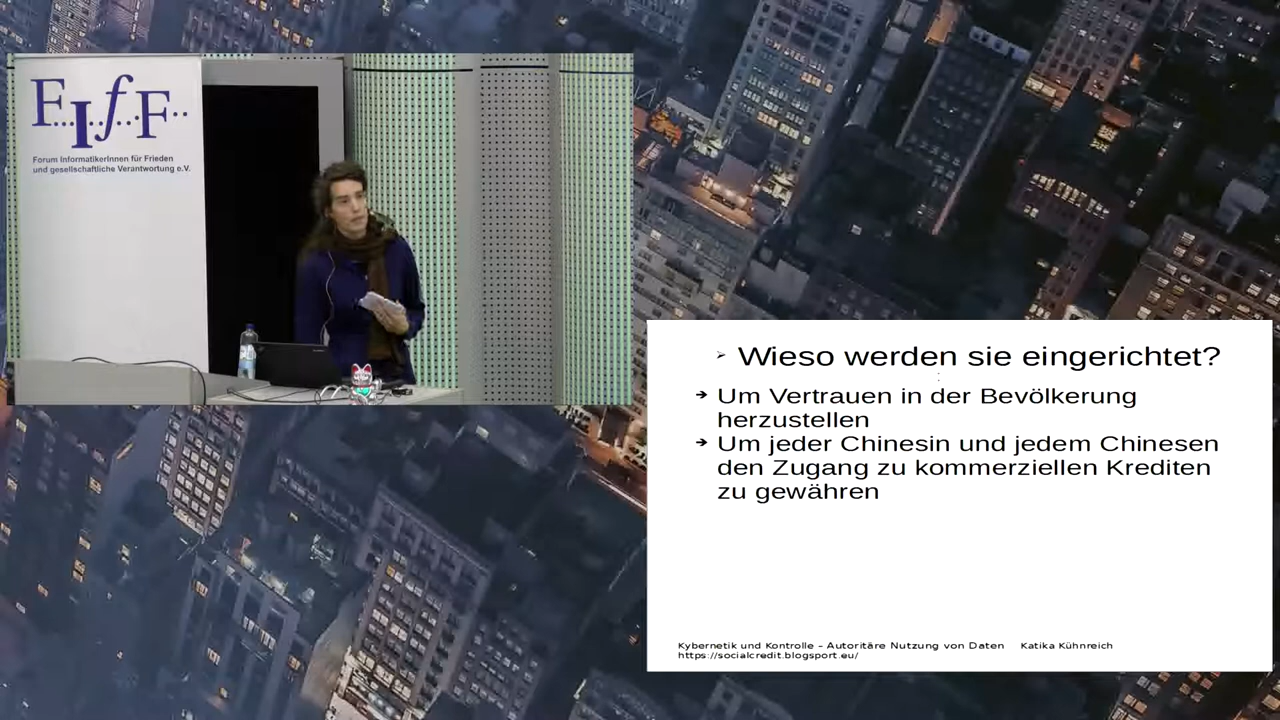 F..I..f..F..
Forum InformatikerInnen für Frieden
und gesellschaftliche Verantwortung e.V.
Wieso werden sie eingerichtet?
Um Vertrauen in der Bevölkerung
herzustellen
Um jeder Chinesin und jedem Chinesen
den Zugang zu kommerziellen Krediten
zu gewähren
Kybernetik und Kontrolle – Autoritäre Nutzung von Daten Katika Kühnreich
https://socialcredit.blogsport.eu/